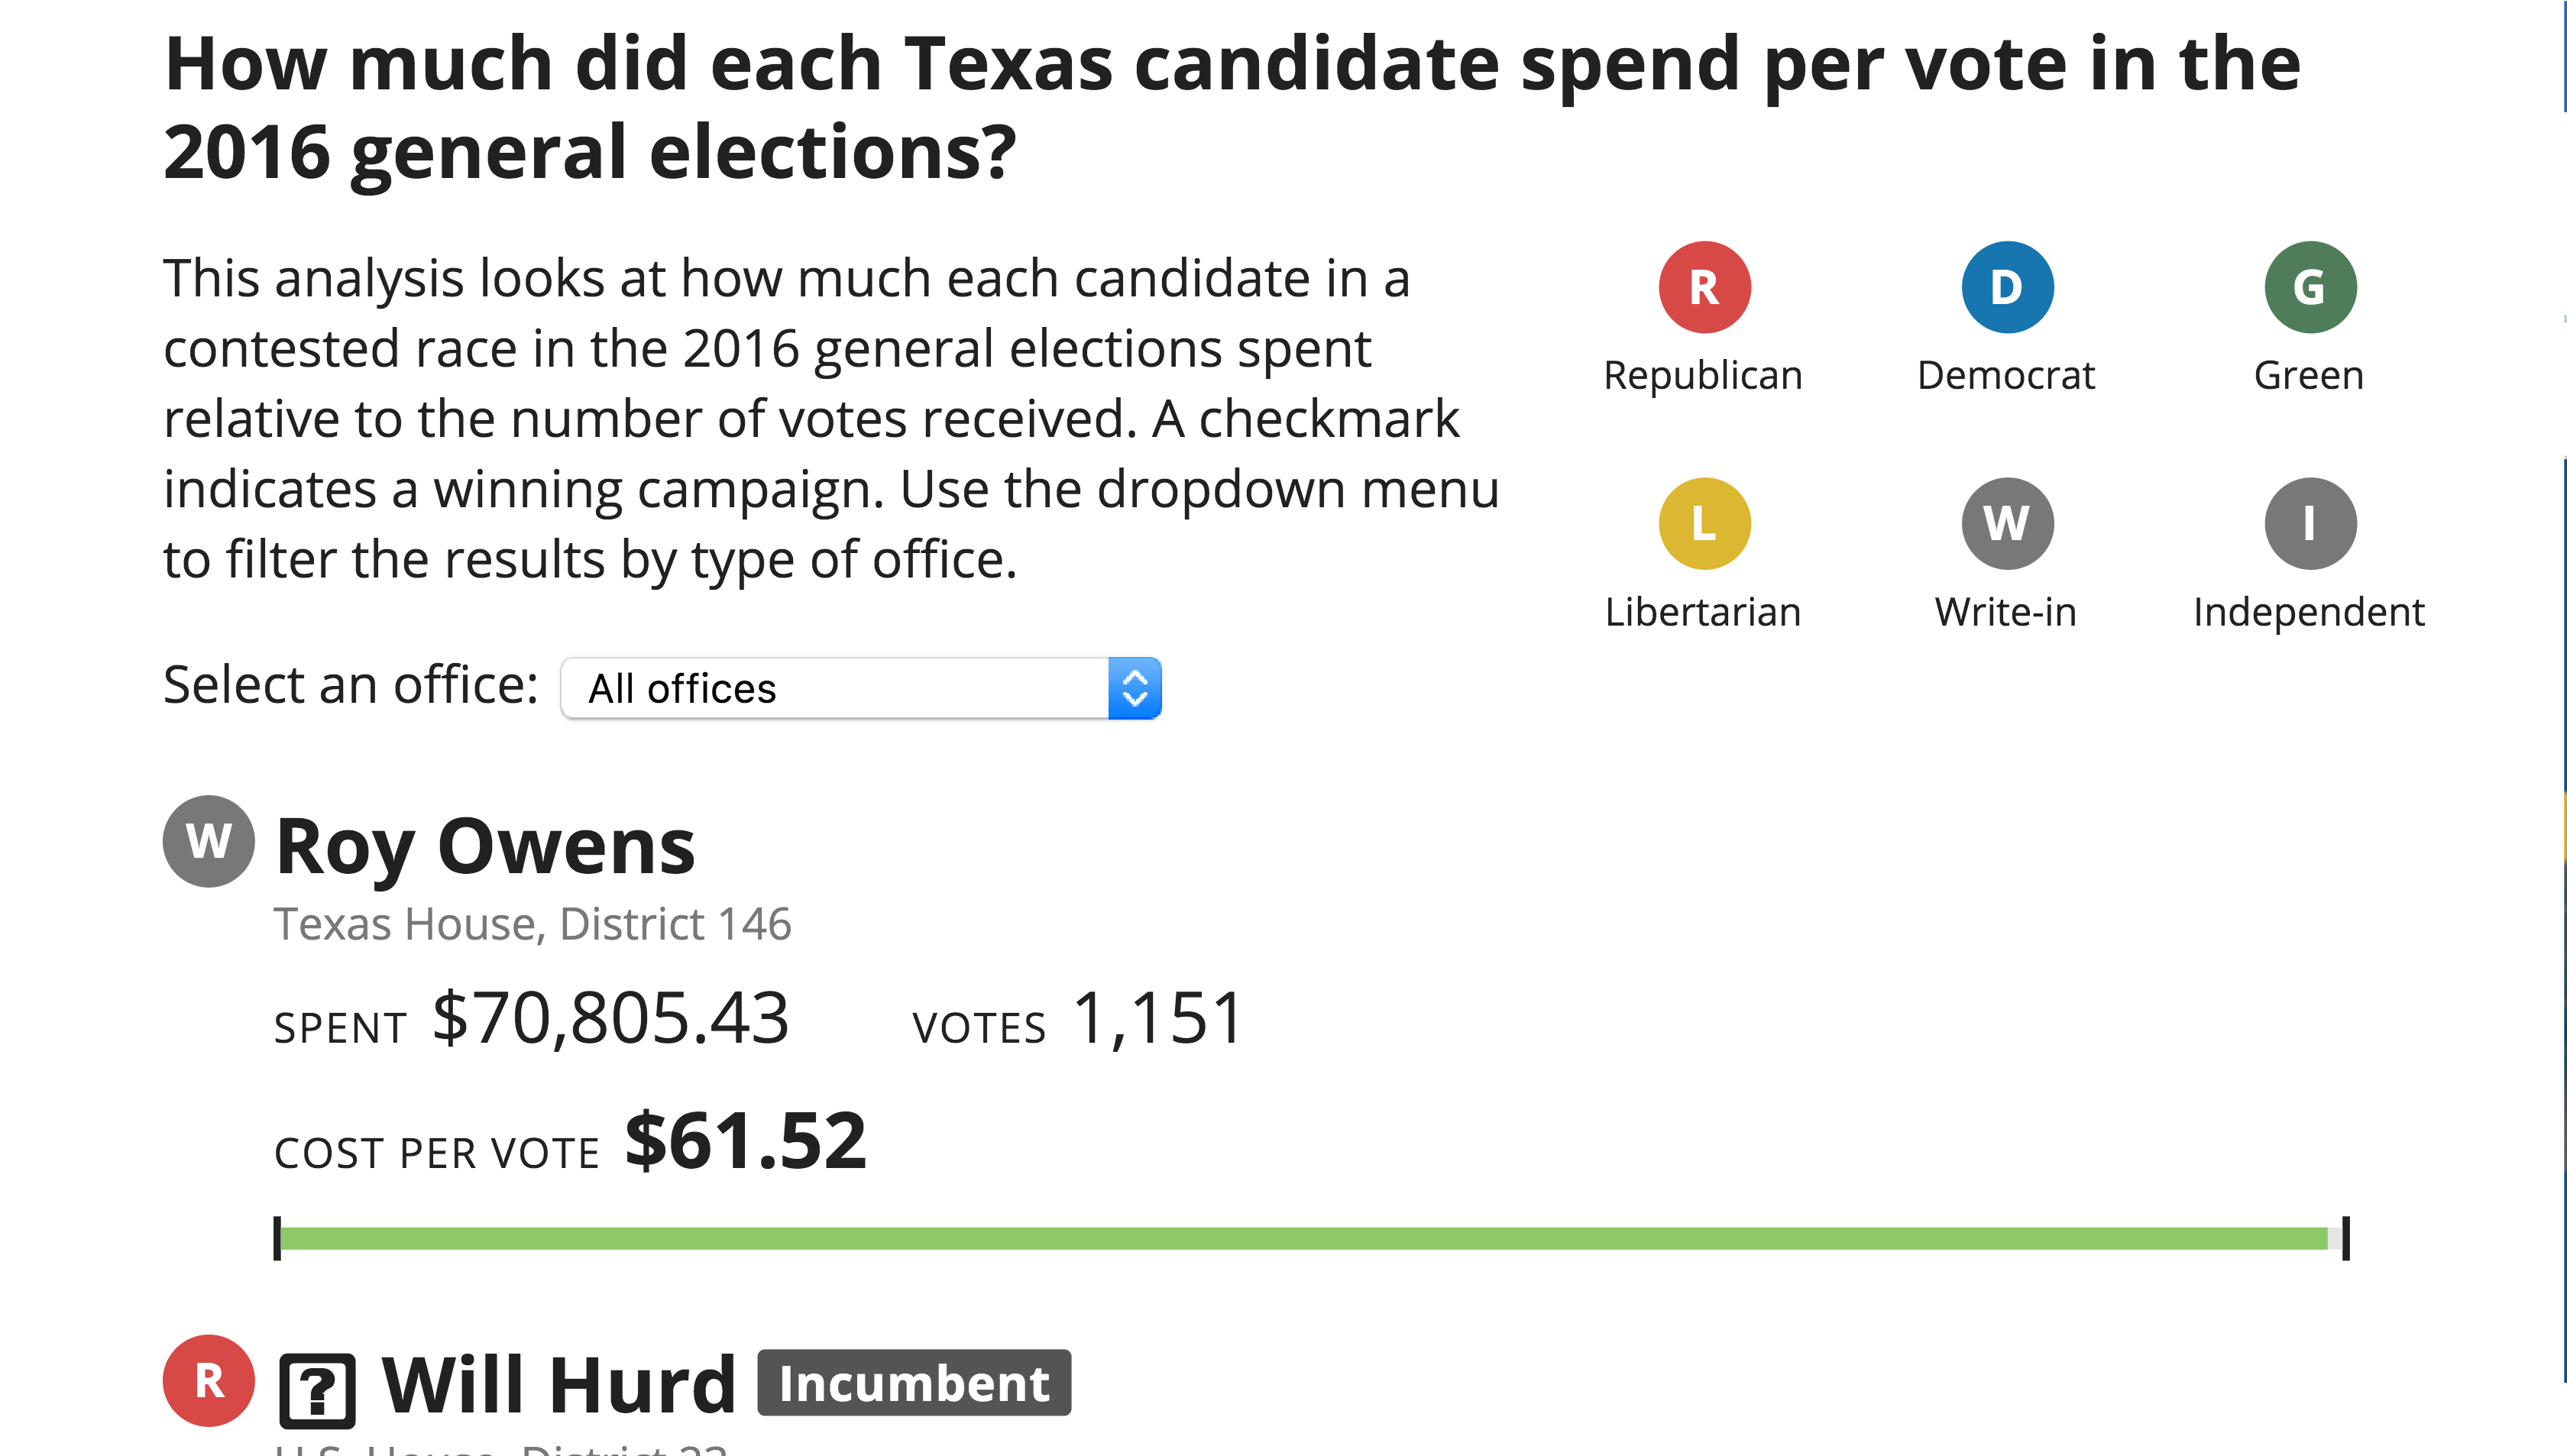 How much did each Texas candidate spend per vote in the
2016 general elections?
This analysis looks at how much each candidate in a
contested race in the 2016 general elections spent
relative to the number of votes received. A checkmark
indicates a winning campaign. Use the dropdown menu
to filter the results by type of office.
R D G
Republican Democrat Green
L W I
Libertarian Write-in Independent
Select an office: All offices
W Roy Owens
Texas House, District 146
SPENT $70,805.43 VOTES 1,151
COST PER VOTE $61.52
R ? Will Hurd Incumbent
U.S. House, District 23